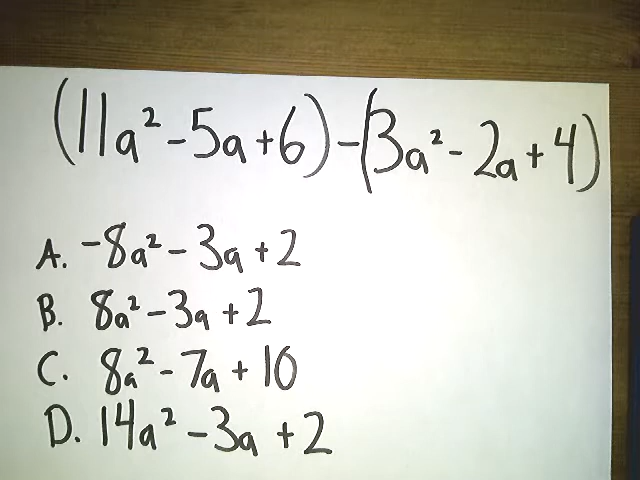 (11a² - 5a + 6) - (3a² - 2a + 4)
A. -8a² - 3a + 2
B. 8a² - 3a + 2
C. 8a² - 7a + 10
D. 14a² - 3a + 2